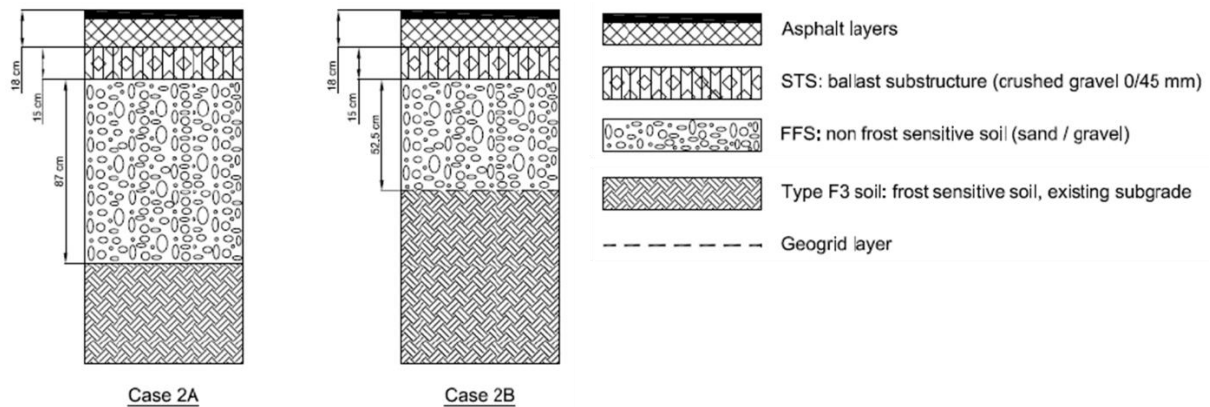 18 cm
15 cm
87 cm
Case 2A
18 cm
15 cm
52,5 cm
Case 2B
Asphalt layers
STS: ballast substructure (crushed gravel 0/45 mm)
FFS: non frost sensitive soil (sand / gravel)
Type F3 soil: frost sensitive soil, existing subgrade
Geogrid layer